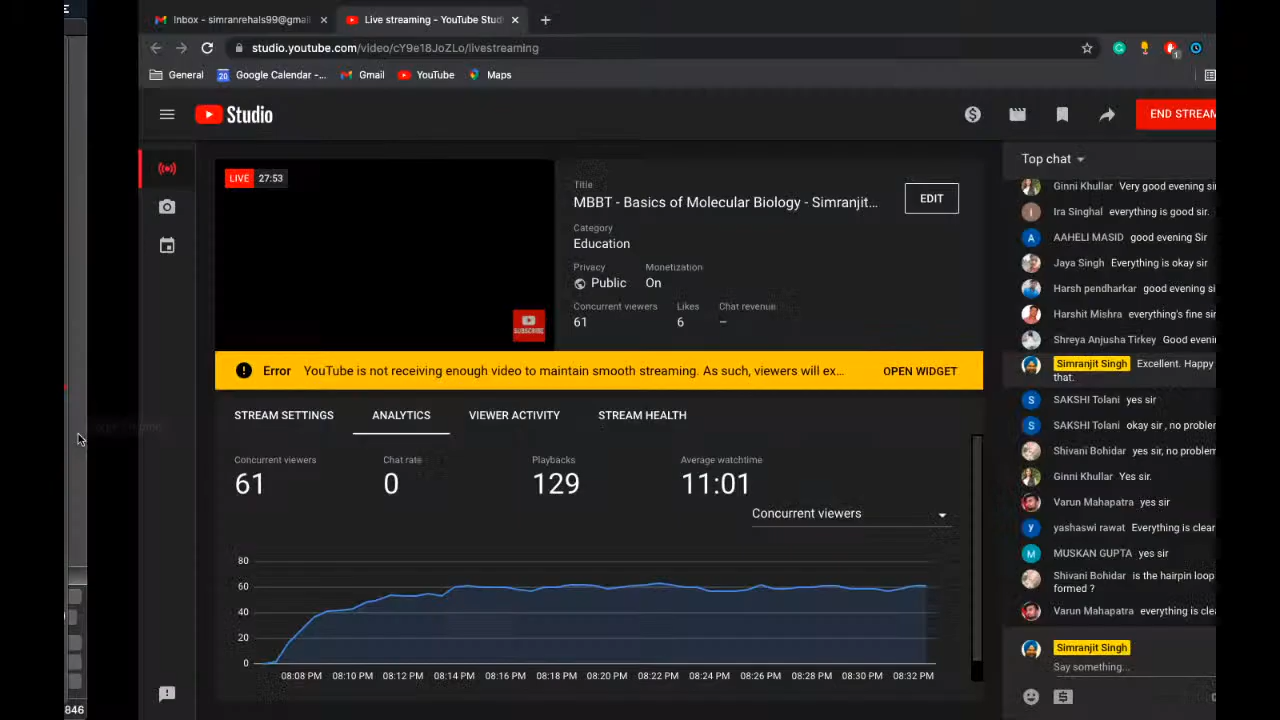 Inbox - simranrehals99@gmail
Live streaming - YouTube Stud
studio.youtube.com/video/cY9e18JoZLo/livestreaming
General
Google Calendar -...
Gmail
YouTube
Maps
Studio
END STREAM
LIVE 27:53
SUBSCRIBE
Title
MBBT - Basics of Molecular Biology - Simranjit...
EDIT
Category
Education
Privacy
Public
Monetization
On
Concurrent viewers
61
Likes
6
Chat revenue
–
Error YouTube is not receiving enough video to maintain smooth streaming. As such, viewers will ex... OPEN WIDGET
STREAM SETTINGS ANALYTICS VIEWER ACTIVITY STREAM HEALTH
Concurrent viewers
61
Chat rate
0
Playbacks
129
Average watchtime
11:01
Concurrent viewers
80
60
40
20
0
08:08 PM 08:10 PM 08:12 PM 08:14 PM 08:16 PM 08:18 PM 08:20 PM 08:22 PM 08:24 PM 08:26 PM 08:28 PM 08:30 PM 08:32 PM
Top chat
Ginni Khullar Very good evening si
Ira Singhal everything is good sir.
AAHELI MASID good evening Sir
Jaya Singh Everything is okay sir
Harsh pendharkar good evening si
Harshit Mishra everything's fine sir
Shreya Anjusha Tirkey Good eveni
Simranjit Singh Excellent. Happy
that.
SAKSHI Tolani yes sir
SAKSHI Tolani okay sir , no problem
Shivani Bohidar yes sir, no problem
Ginni Khullar Yes sir.
Varun Mahapatra yes sir
yashaswi rawat Everything is clear
MUSKAN GUPTA yes sir
Shivani Bohidar is the hairpin loop
formed ?
Varun Mahapatra everything is cle
Simranjit Singh
Say something...
846